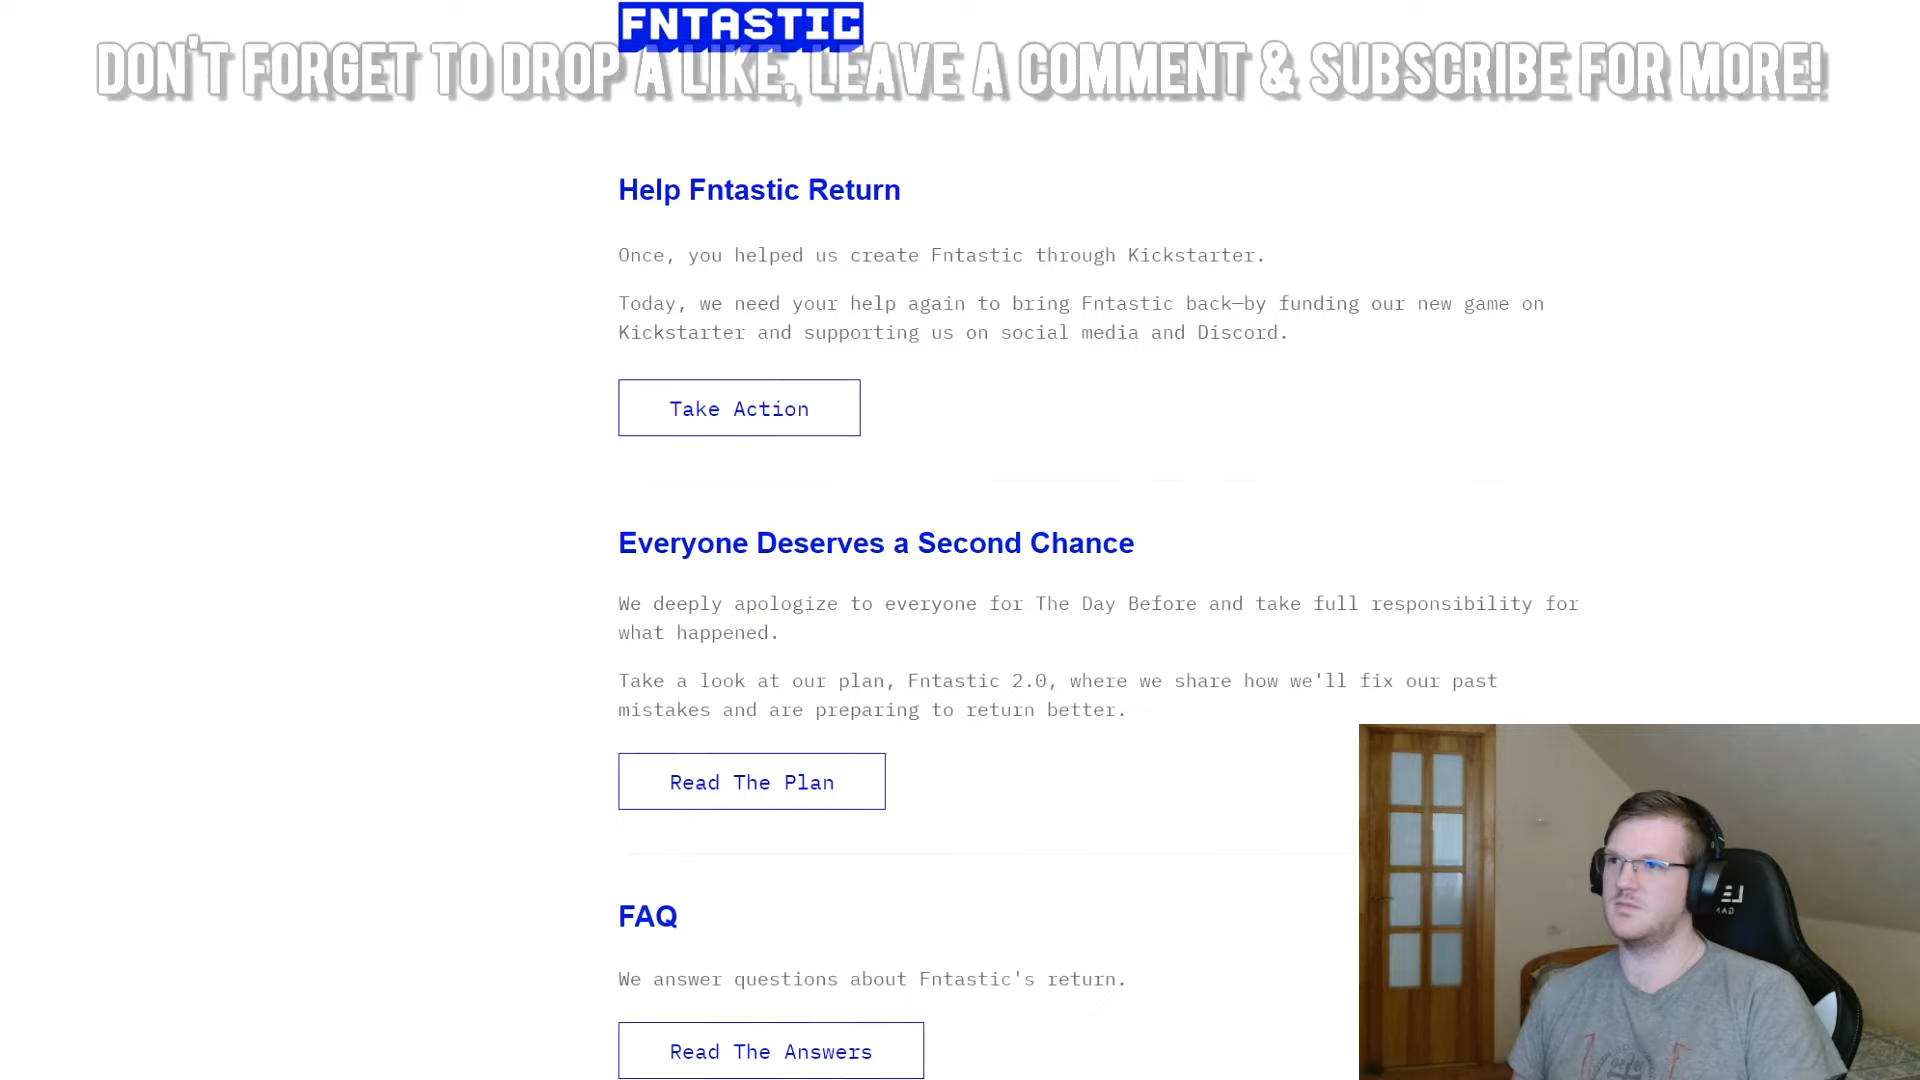 FNTASTIC
DON'T FORGET TO DROP A LIKE, LEAVE A COMMENT & SUBSCRIBE FOR MORE!
Help Fntastic Return
Once, you helped us create Fntastic through Kickstarter.
Today, we need your help again to bring Fntastic back—by funding our new game on
Kickstarter and supporting us on social media and Discord.
Take Action
Everyone Deserves a Second Chance
We deeply apologize to everyone for The Day Before and take full responsibility for
what happened.
Take a look at our plan, Fntastic 2.0, where we share how we'll fix our past
mistakes and are preparing to return better.
Read The Plan
FAQ
We answer questions about Fntastic's return.
Read The Answers